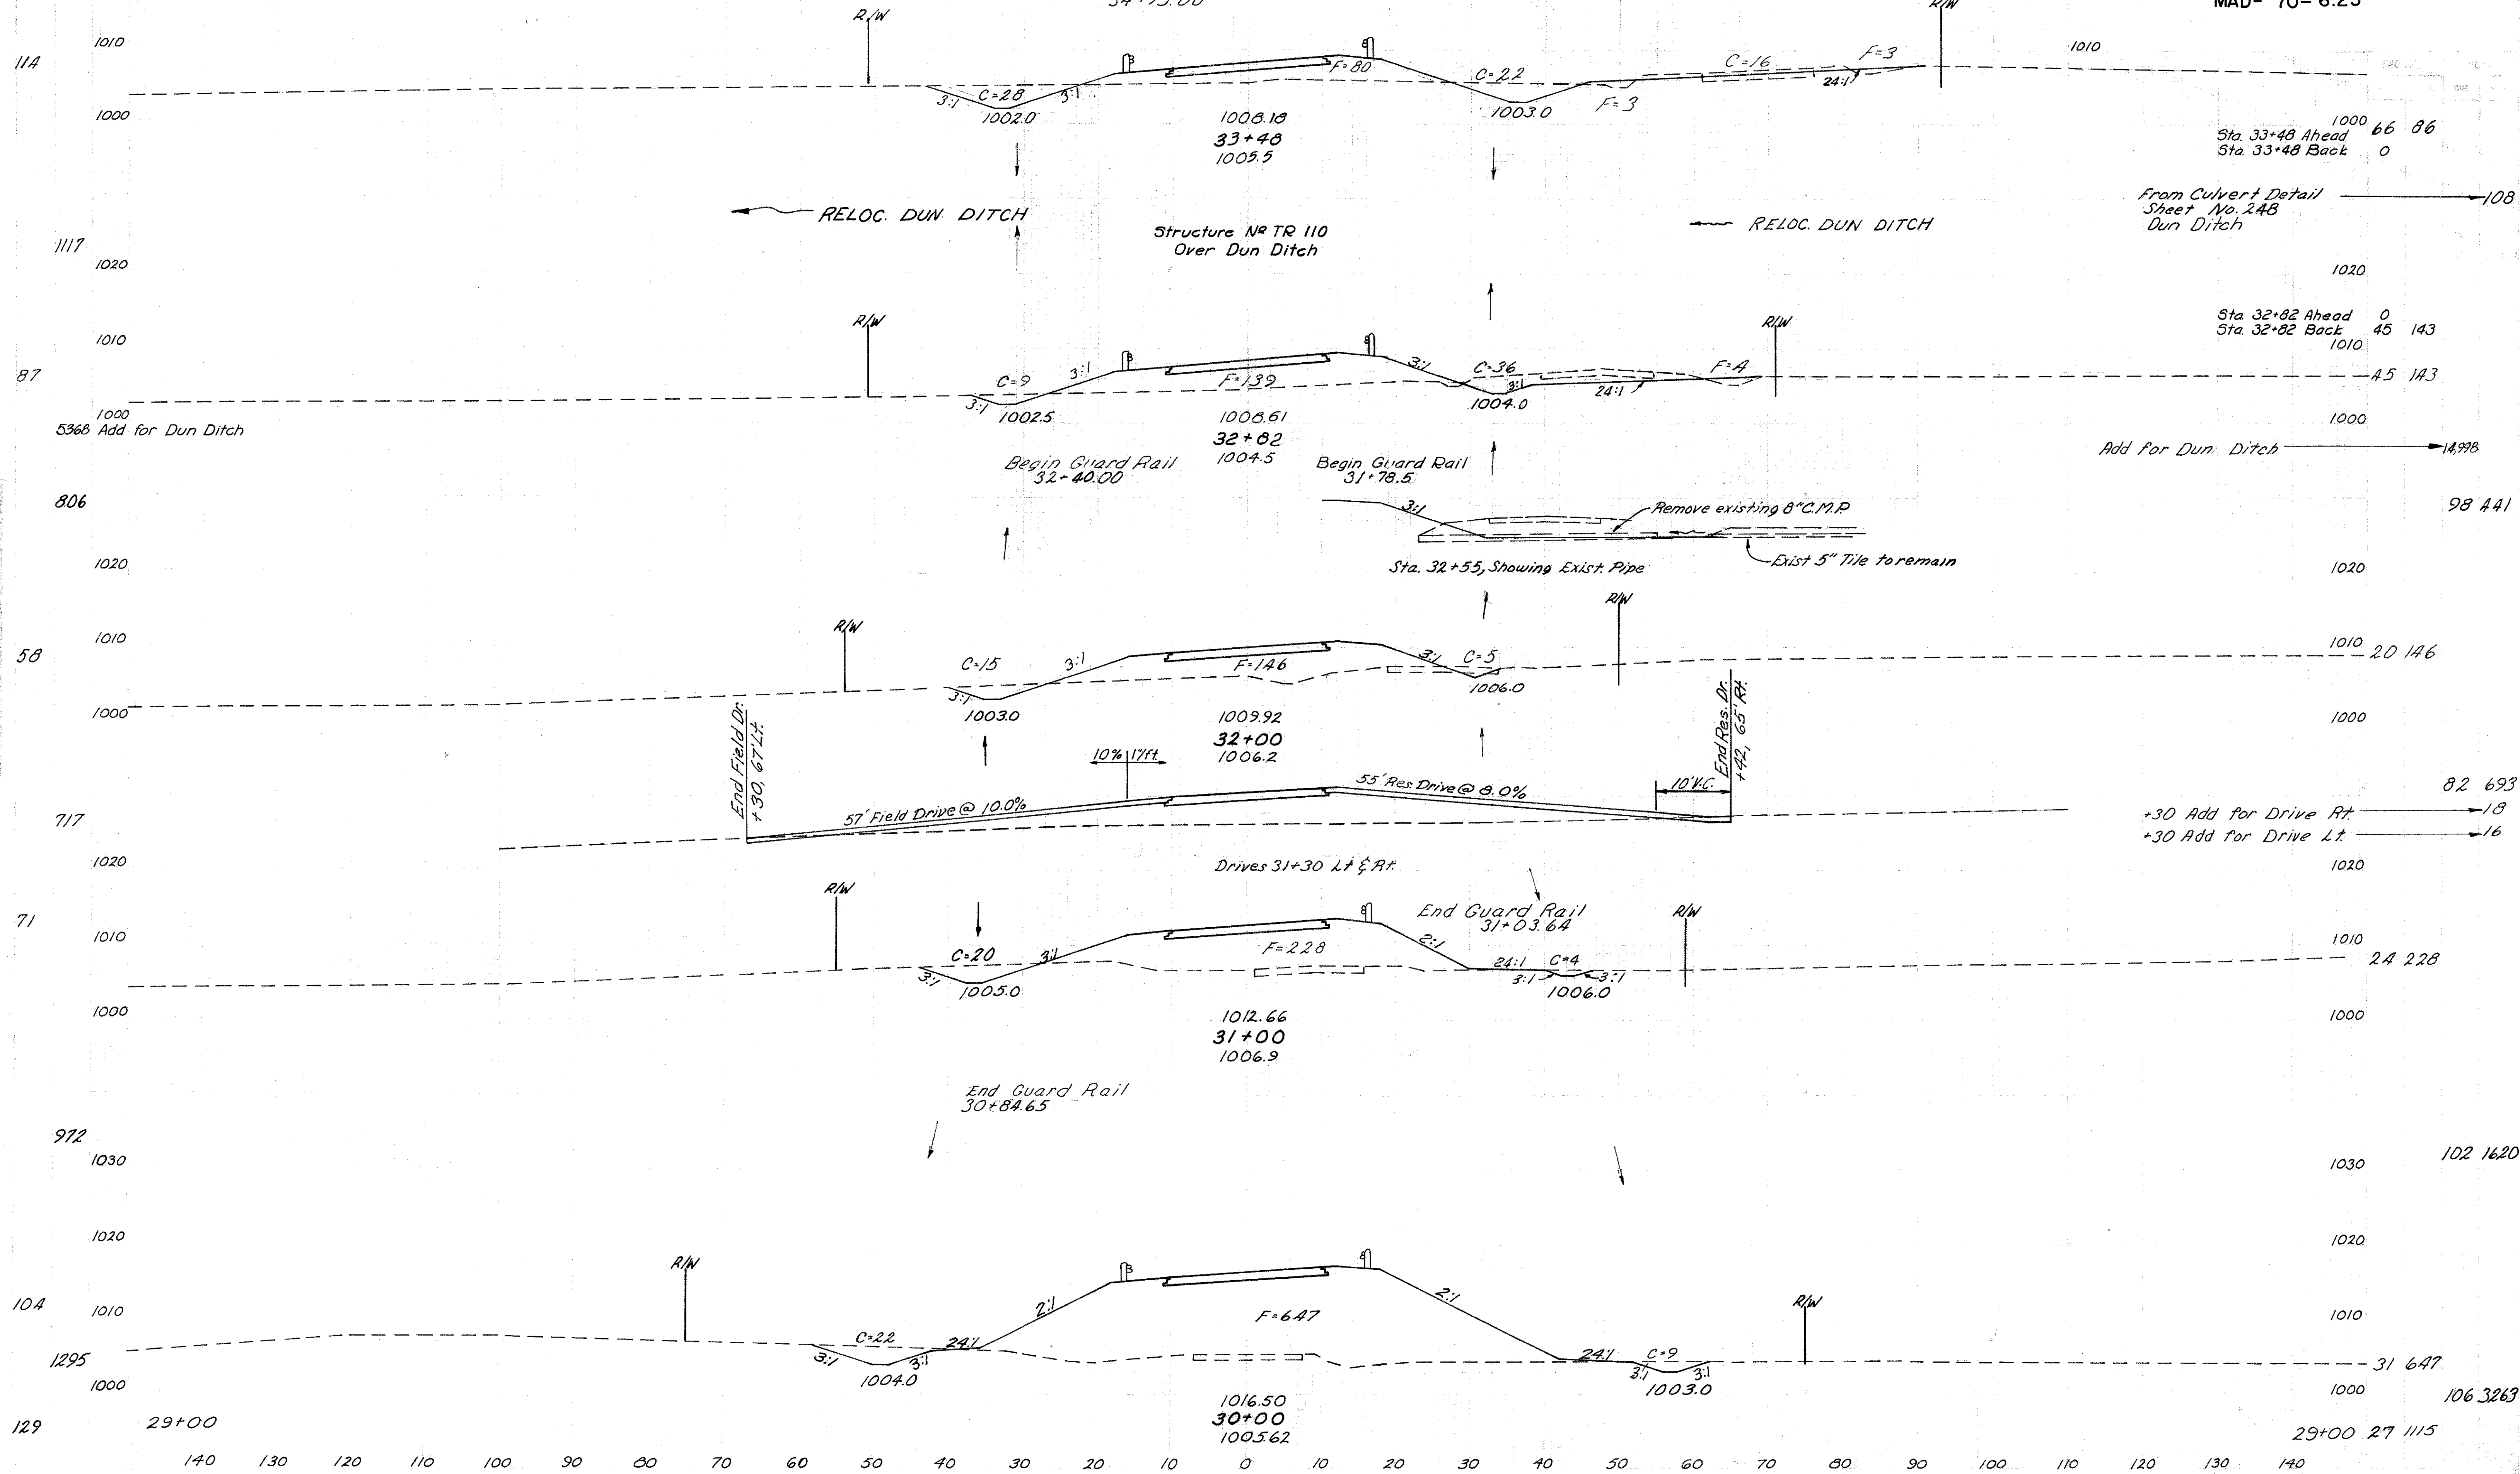 34+75.00
MAD- 70- 6.23
R/W
R/W
1010
1010
114
F=80
C=22
C=16
F=3
3:1
C=28
3:1
24:1
1002.0
1003.0
F=3
1000
1008.18
33+48
1005.5
1000
Sta. 33+48 Ahead 66 86
Sta. 33+48 Back 0
From Culvert Detail
Sheet No. 248
Dun Ditch
108
RELOC. DUN DITCH
Structure Nº TR 110
Over Dun Ditch
RELOC. DUN DITCH
1117
1020
1020
Sta. 32+82 Ahead 0
Sta. 32+82 Back 45 143
R/W
R/W
1010
1010
87
C=9
3:1
F=139
3:1
C=36
F=4
45 143
3:1
3:1
24:1
1002.5
1004.0
1000
1000
5368 Add for Dun Ditch
1008.61
32+82
1004.5
Add for Dun Ditch
14,998
Begin Guard Rail
32+40.00
Begin Guard Rail
31+78.5
806
98 441
3:1
Remove existing 8" C.M.P.
Exist 5" Tile to remain
Sta. 32+55, Showing Exist. Pipe
1020
1020
R/W
R/W
1010
1010
58
C=15
3:1
F=146
3:1
C=5
20 146
3:1
1003.0
1006.0
1000
1000
1009.92
32+00
1006.2
End Field Dr.
+30, 67' Lt.
End Res. Dr.
+42, 65' Rt.
10% 1"/ft.
57' Field Drive @ 10.0%
55' Res. Drive @ 8.0%
10' V.C.
82 693
717
+30 Add for Drive Rt. 18
+30 Add for Drive Lt. 16
1020
1020
Drives 31+30 Lt & Rt.
R/W
R/W
End Guard Rail
31+03.64
71
1010
1010
C=20
3:1
F=228
2:1
24:1
C=4
24 228
3:1
3:1
3:1
1005.0
1006.0
1000
1000
1012.66
31+00
1006.9
End Guard Rail
30+84.65
972
1030
1030
102 1620
1020
1020
R/W
R/W
104
1010
1010
2:1
F=647
2:1
C=22
24:1
24:1
C=9
1295
3:1
3:1
3:1
3:1
31 647
1004.0
1003.0
1000
1000
106 3263
1016.50
30+00
1005.62
129
29+00
29+00 27 1115
140 130 120 110 100 90 80 70 60 50 40 30 20 10 0 10 20 30 40 50 60 70 80 90 100 110 120 130 140